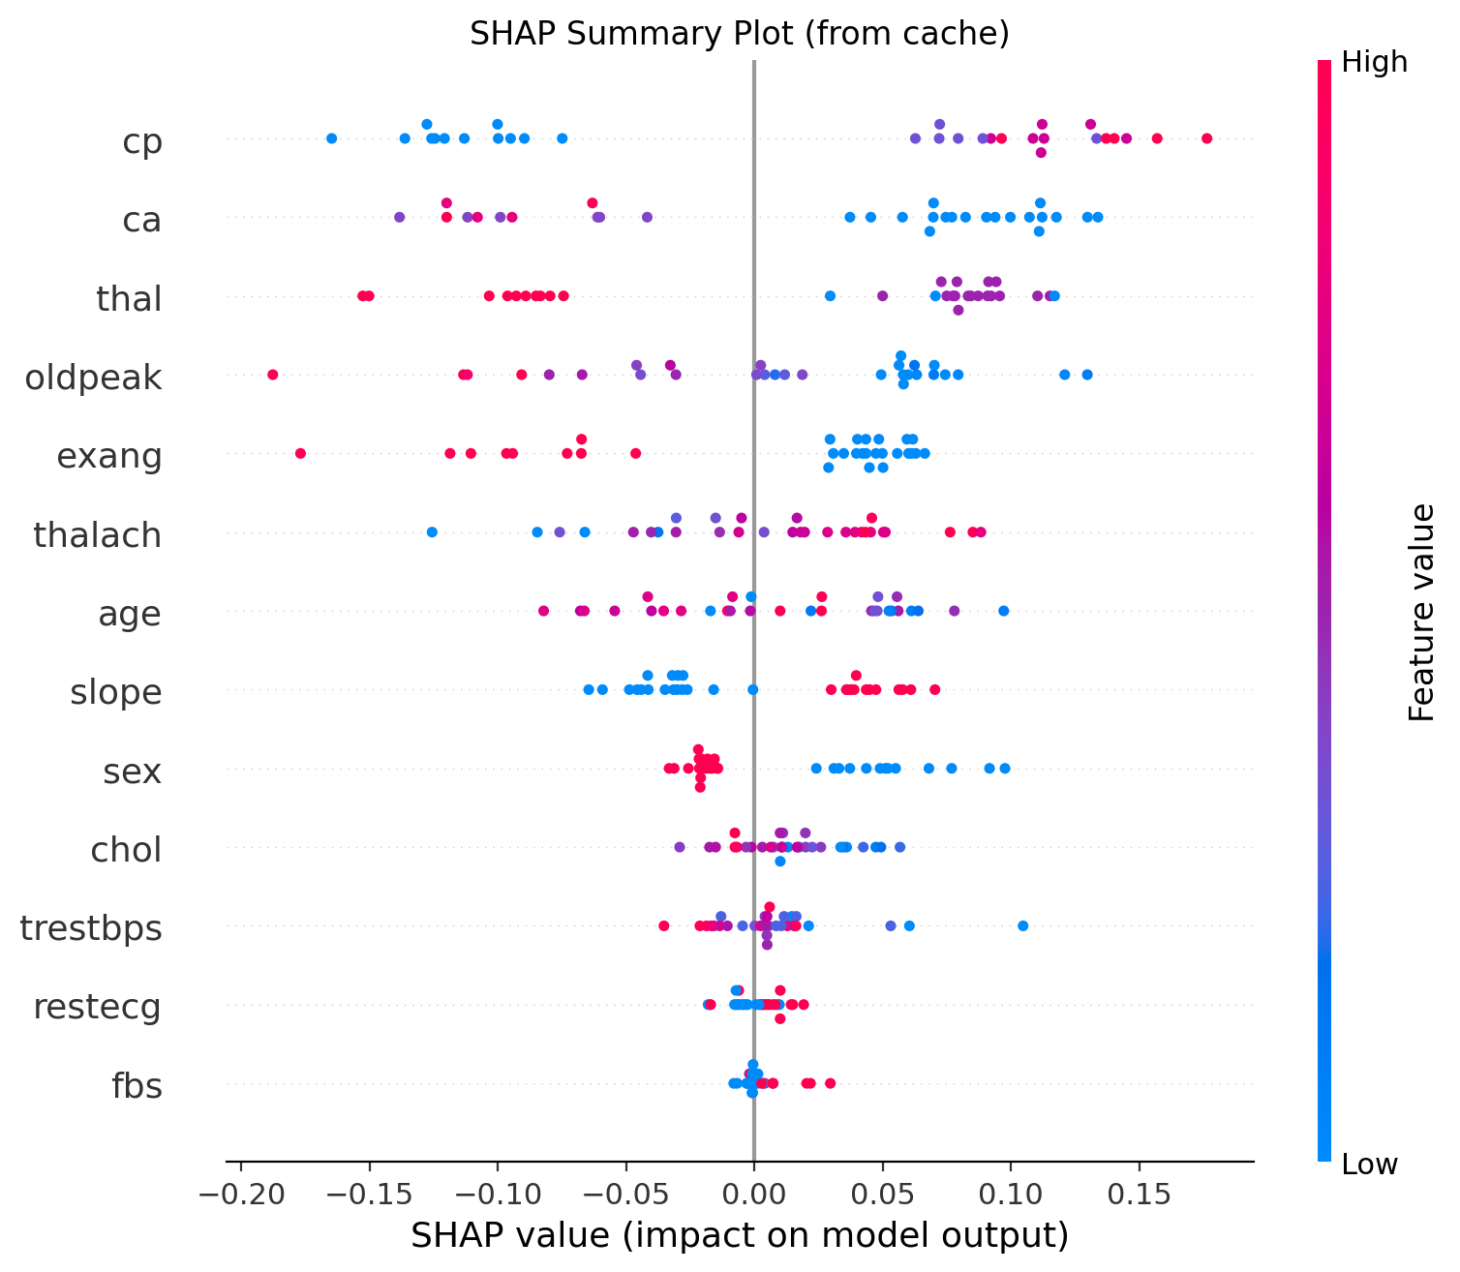 SHAP Summary Plot (from cache)
High
cp
ca
thal
oldpeak
exang
thalach
age
slope
sex
chol
trestbps
restecg
fbs
Feature value
Low
−0.20 −0.15 −0.10 −0.05 0.00 0.05 0.10 0.15
SHAP value (impact on model output)